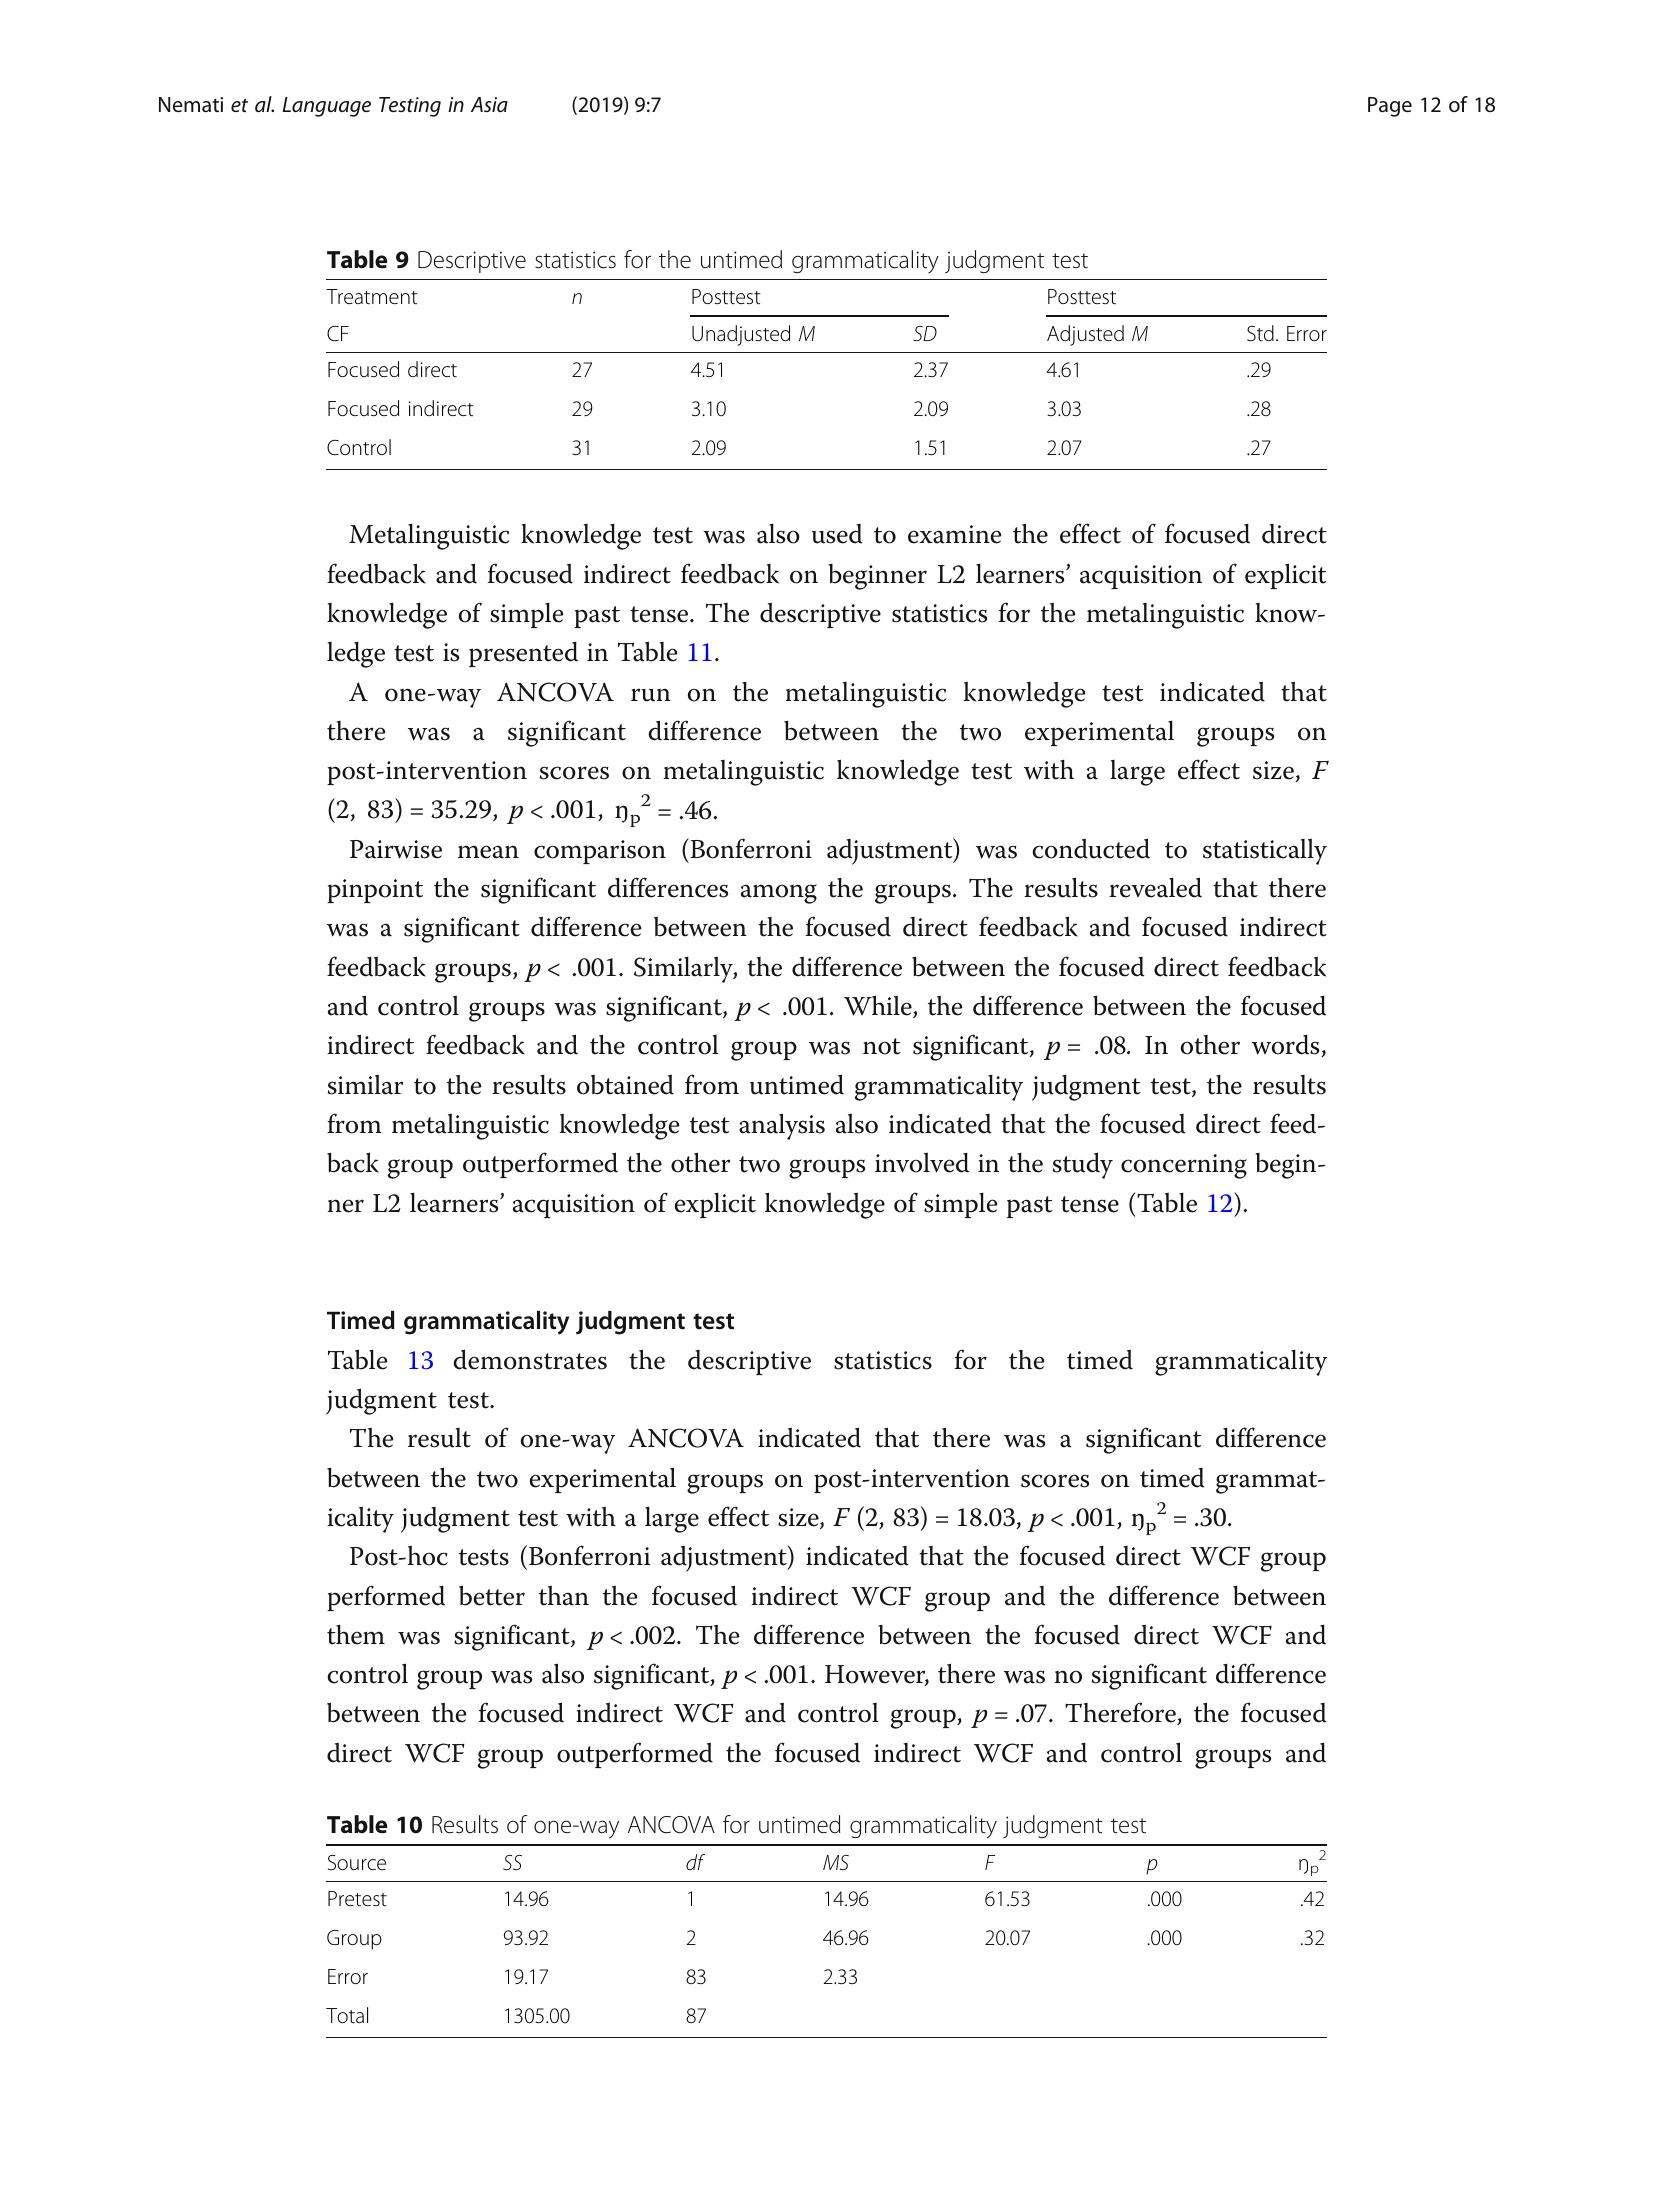 Nemati et al. Language Testing in Asia (2019) 9:7 Page 12 of 18
Table 9 Descriptive statistics for the untimed grammaticality judgment test
Treatment n Posttest Posttest
CF Unadjusted M SD Adjusted M Std. Error
Focused direct 27 4.51 2.37 4.61 .29
Focused indirect 29 3.10 2.09 3.03 .28
Control 31 2.09 1.51 2.07 .27
Metalinguistic knowledge test was also used to examine the effect of focused direct
feedback and focused indirect feedback on beginner L2 learners’ acquisition of explicit
knowledge of simple past tense. The descriptive statistics for the metalinguistic know-
ledge test is presented in Table 11.
A one-way ANCOVA run on the metalinguistic knowledge test indicated that
there was a significant difference between the two experimental groups on
post-intervention scores on metalinguistic knowledge test with a large effect size, F
(2, 83) = 35.29, p < .001, ŋp2 = .46.
Pairwise mean comparison (Bonferroni adjustment) was conducted to statistically
pinpoint the significant differences among the groups. The results revealed that there
was a significant difference between the focused direct feedback and focused indirect
feedback groups, p < .001. Similarly, the difference between the focused direct feedback
and control groups was significant, p < .001. While, the difference between the focused
indirect feedback and the control group was not significant, p = .08. In other words,
similar to the results obtained from untimed grammaticality judgment test, the results
from metalinguistic knowledge test analysis also indicated that the focused direct feed-
back group outperformed the other two groups involved in the study concerning begin-
ner L2 learners’ acquisition of explicit knowledge of simple past tense (Table 12).
Timed grammaticality judgment test
Table 13 demonstrates the descriptive statistics for the timed grammaticality
judgment test.
The result of one-way ANCOVA indicated that there was a significant difference
between the two experimental groups on post-intervention scores on timed grammat-
icality judgment test with a large effect size, F (2, 83) = 18.03, p < .001, ŋp2 = .30.
Post-hoc tests (Bonferroni adjustment) indicated that the focused direct WCF group
performed better than the focused indirect WCF group and the difference between
them was significant, p < .002. The difference between the focused direct WCF and
control group was also significant, p < .001. However, there was no significant difference
between the focused indirect WCF and control group, p = .07. Therefore, the focused
direct WCF group outperformed the focused indirect WCF and control groups and
Table 10 Results of one-way ANCOVA for untimed grammaticality judgment test
Source SS df MS F p ŋp2
Pretest 14.96 1 14.96 61.53 .000 .42
Group 93.92 2 46.96 20.07 .000 .32
Error 19.17 83 2.33
Total 1305.00 87